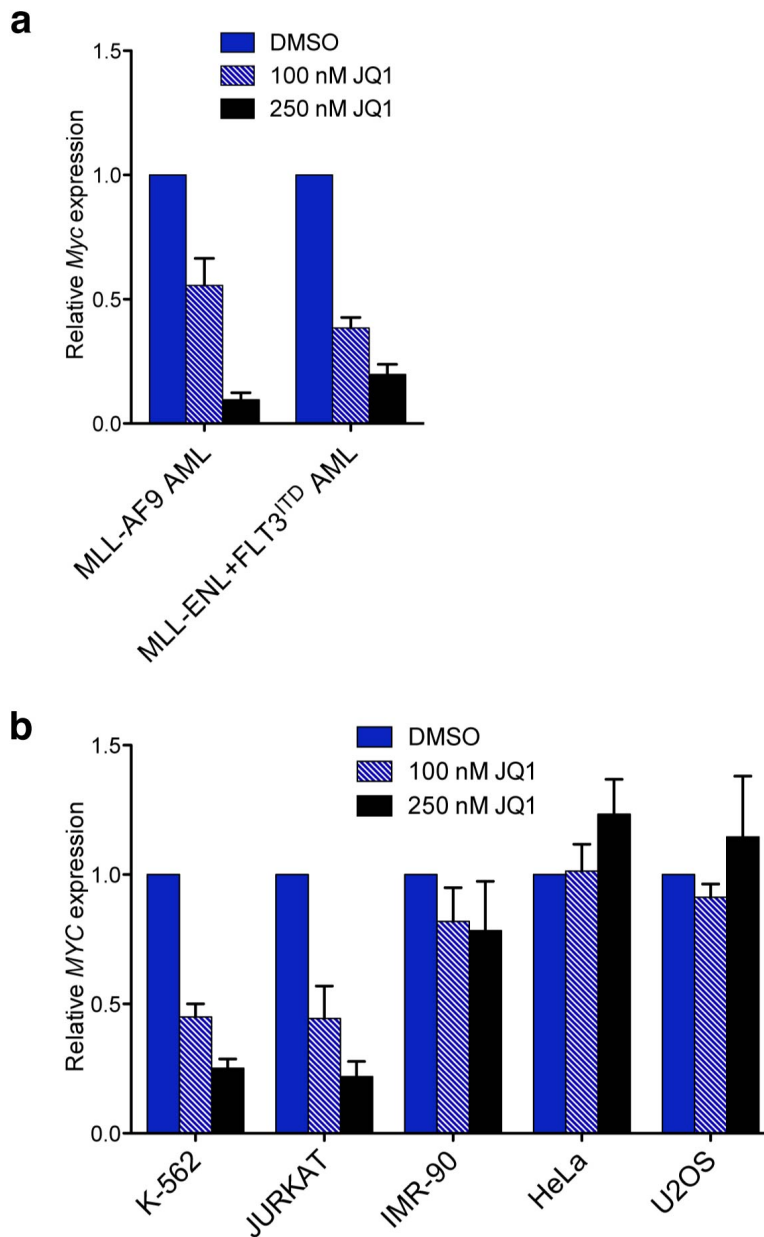 a
DMSO
100 nM JQ1
250 nM JQ1
Relative Myc expression
1.5
1.0
0.5
0.0
MLL-AF9 AML
MLL-ENL+FLT3ITD AML
b
DMSO
100 nM JQ1
250 nM JQ1
Relative MYC expression
1.5
1.0
0.5
0.0
K-562
JURKAT
IMR-90
HeLa
U2OS